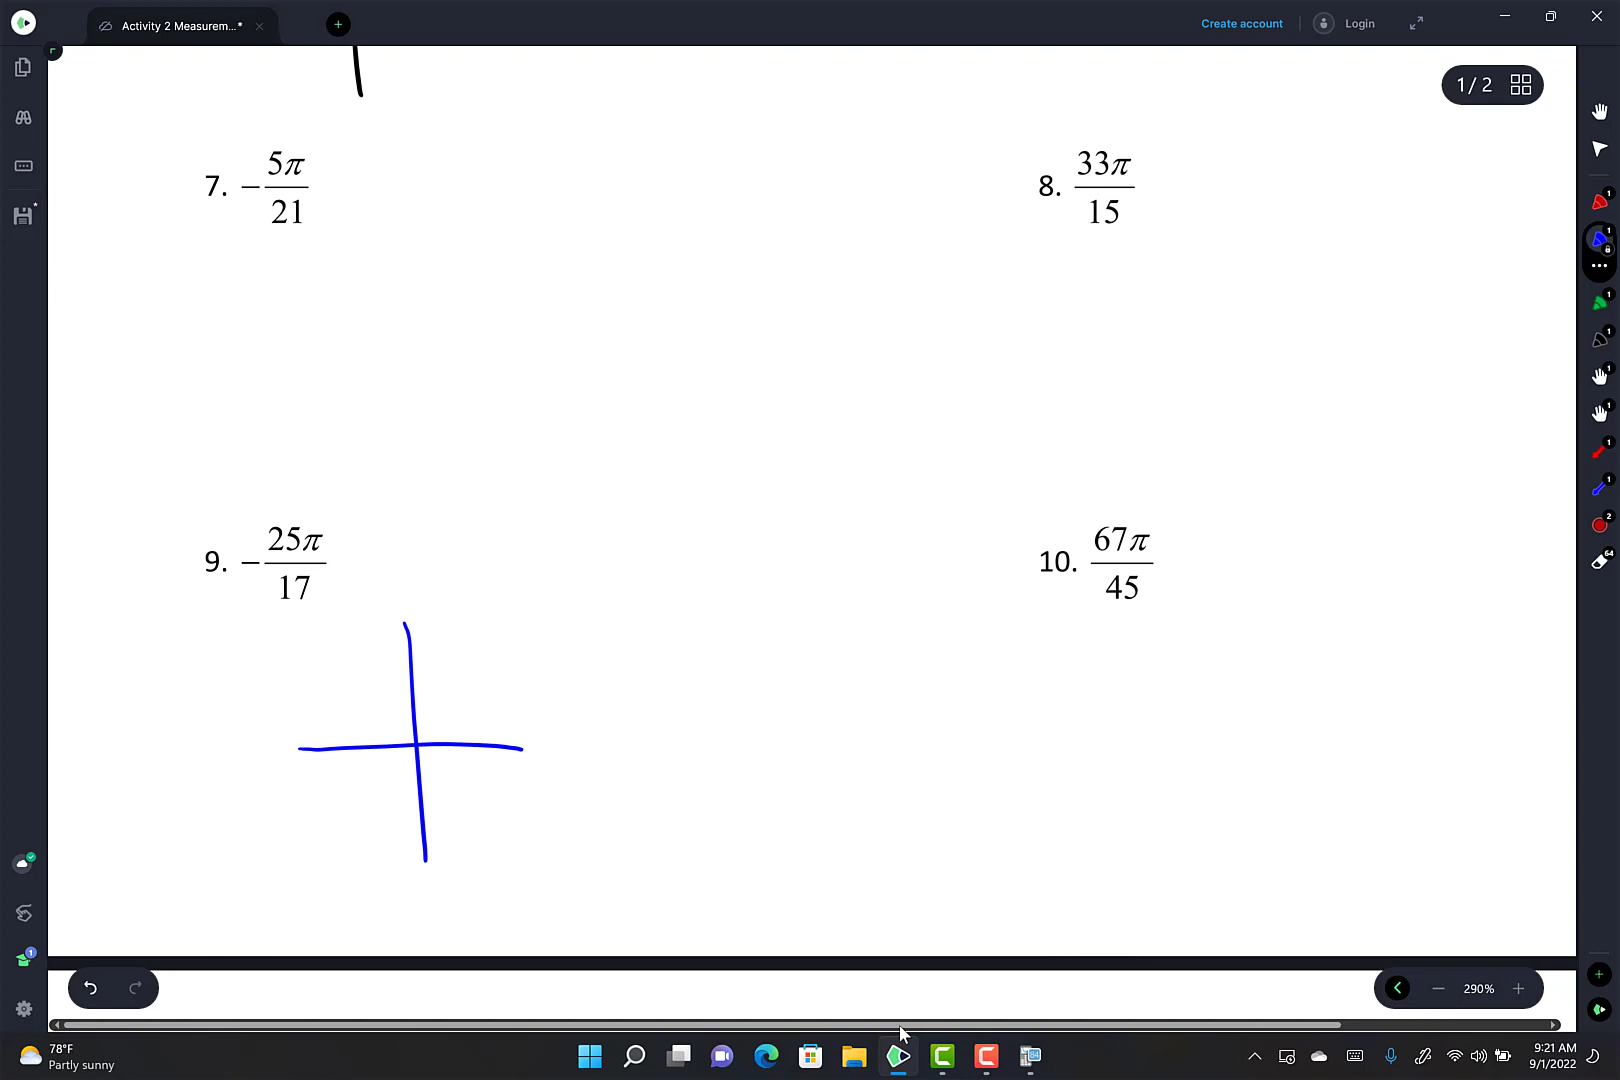 Activity 2 Measurem...*
Create account
Login
1 / 2
7. -5π/21
8. 33π/15
9. -25π/17
10. 67π/45
290%
78°F
Partly sunny
9:21 AM
9/1/2022